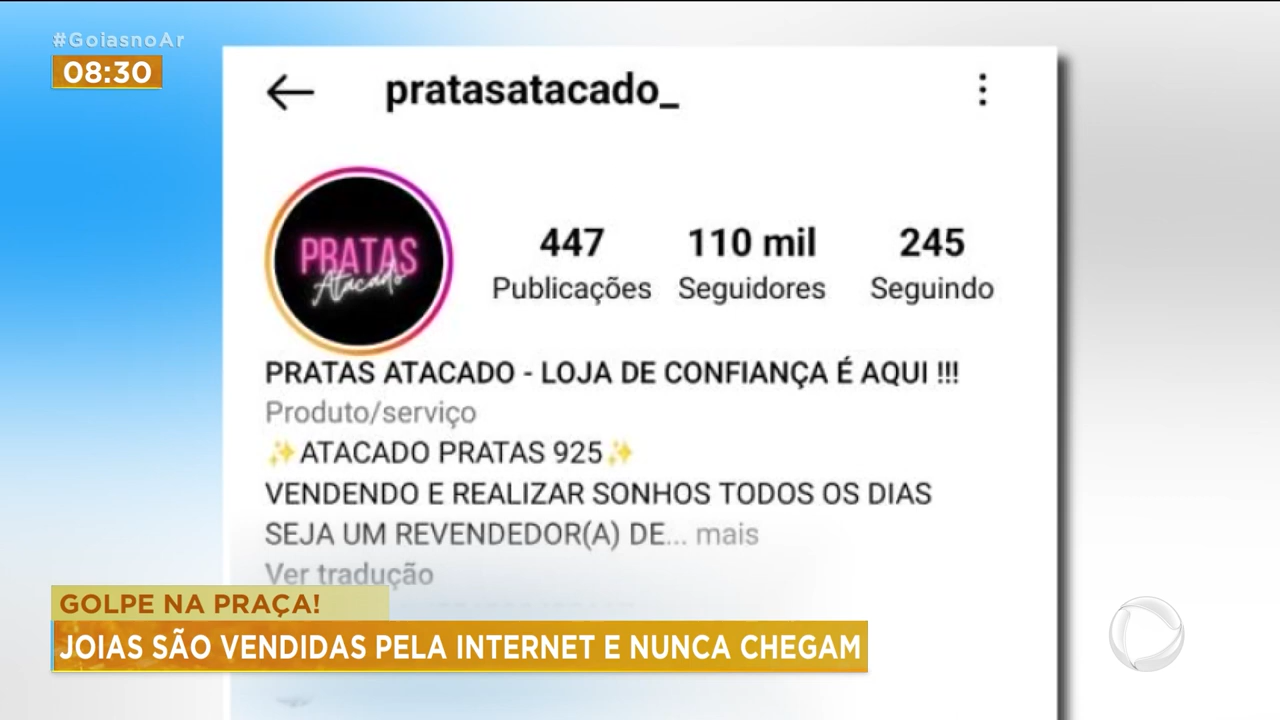 #GoiasnoAr
08:30
pratasatacado_
PRATAS
Atacado
447
110 mil
245
Publicações
Seguidores
Seguindo
PRATAS ATACADO - LOJA DE CONFIANÇA É AQUI !!!
Produto/serviço
✨ATACADO PRATAS 925✨
VENDENDO E REALIZAR SONHOS TODOS OS DIAS
SEJA UM REVENDEDOR(A) DE... mais
Ver tradução
GOLPE NA PRAÇA!
JOIAS SÃO VENDIDAS PELA INTERNET E NUNCA CHEGAM